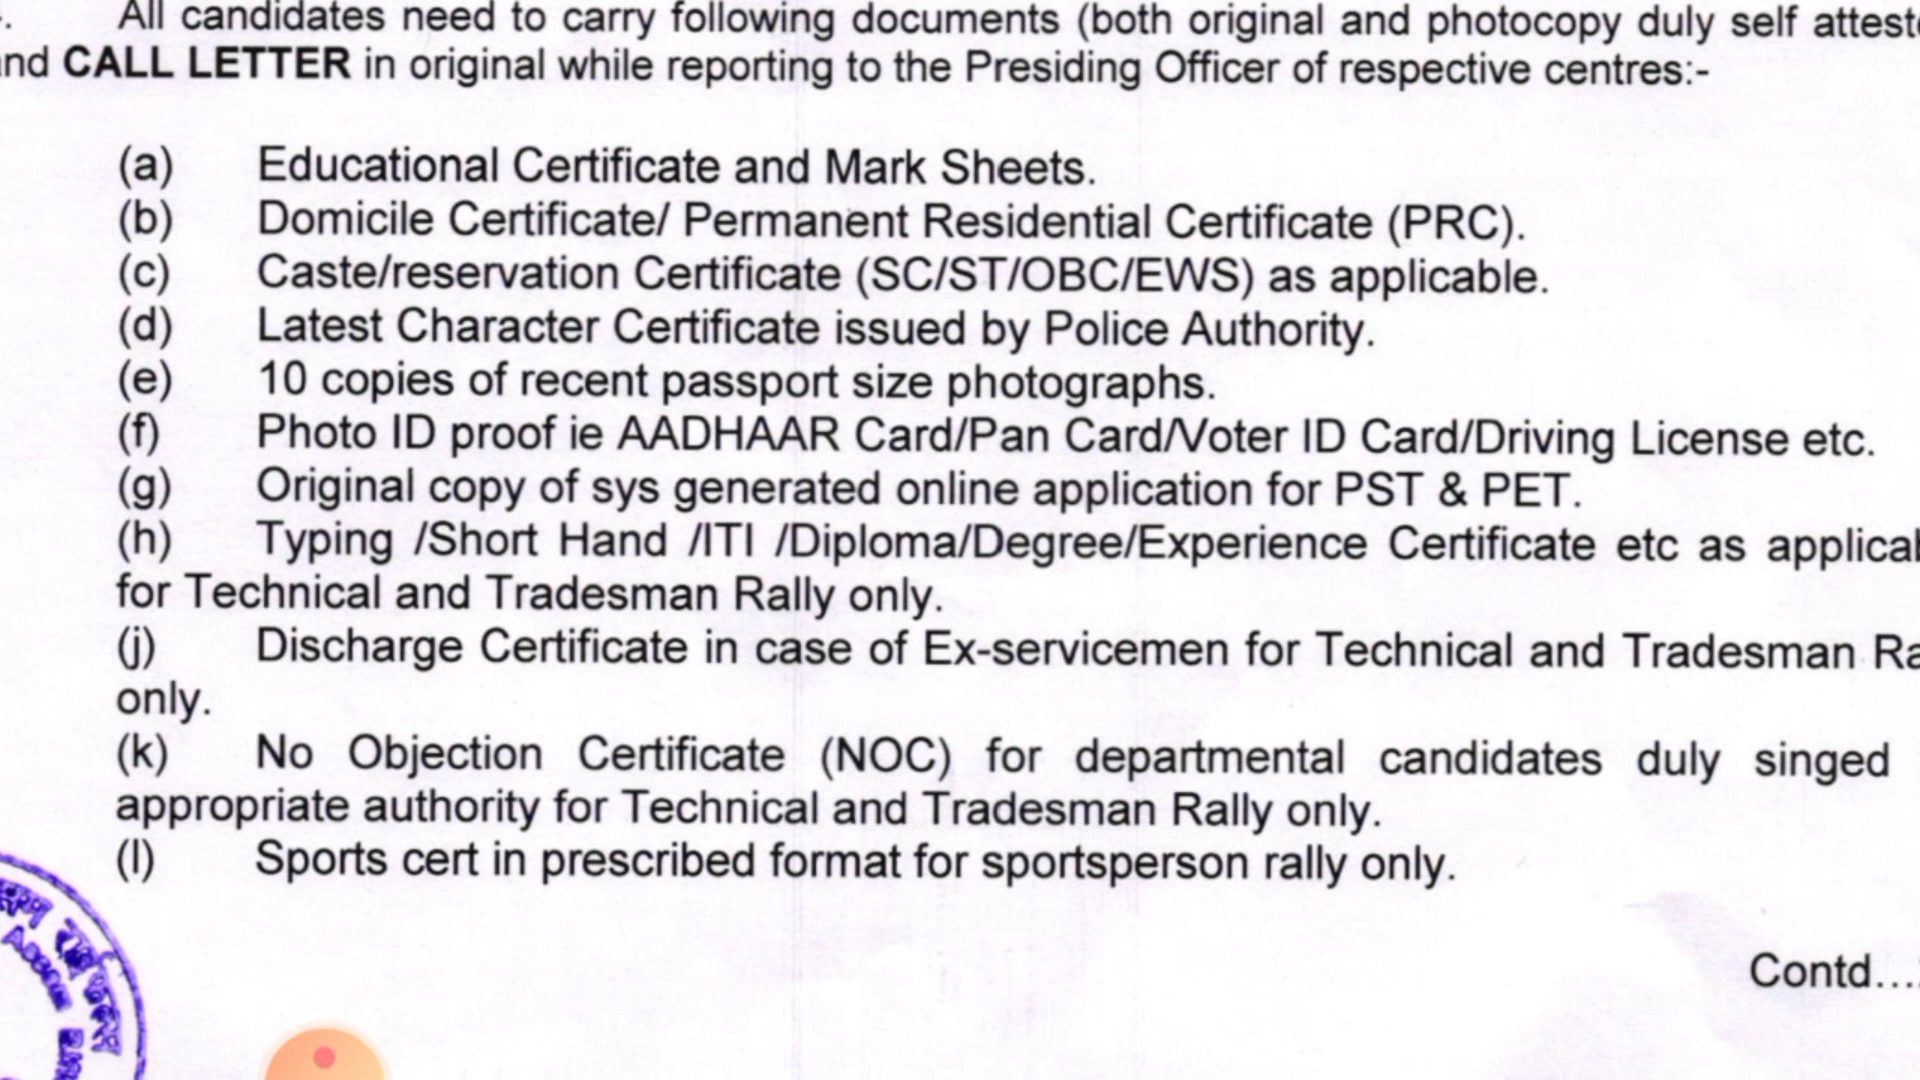 All candidates need to carry following documents (both original and photocopy duly self
CALL LETTER in original while reporting to the Presiding Officer of respective centres:-
(a) Educational Certificate and Mark Sheets.
(b) Domicile Certificate/ Permanent Residential Certificate (PRC).
(c) Caste/reservation Certificate (SC/ST/OBC/EWS) as applicable.
(d) Latest Character Certificate issued by Police Authority.
(e) 10 copies of recent passport size photographs.
(f) Photo ID proof ie AADHAAR Card/Pan Card/Voter ID Card/Driving License etc.
(g) Original copy of sys generated online application for PST & PET.
(h) Typing /Short Hand /ITI /Diploma/Degree/Experience Certificate etc as
for Technical and Tradesman Rally only.
(j) Discharge Certificate in case of Ex-servicemen for Technical and Tradesman
only.
(k) No Objection Certificate (NOC) for departmental candidates duly singed
appropriate authority for Technical and Tradesman Rally only.
(l) Sports cert in prescribed format for sportsperson rally only.
Contd...